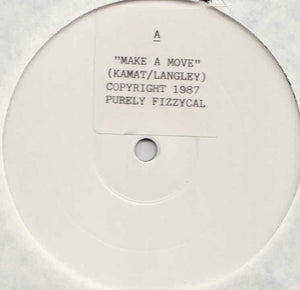 A
"MAKE A MOVE"
(KAMAT/LANGLEY)
COPYRIGHT 1987
PURELY FIZZYCAL